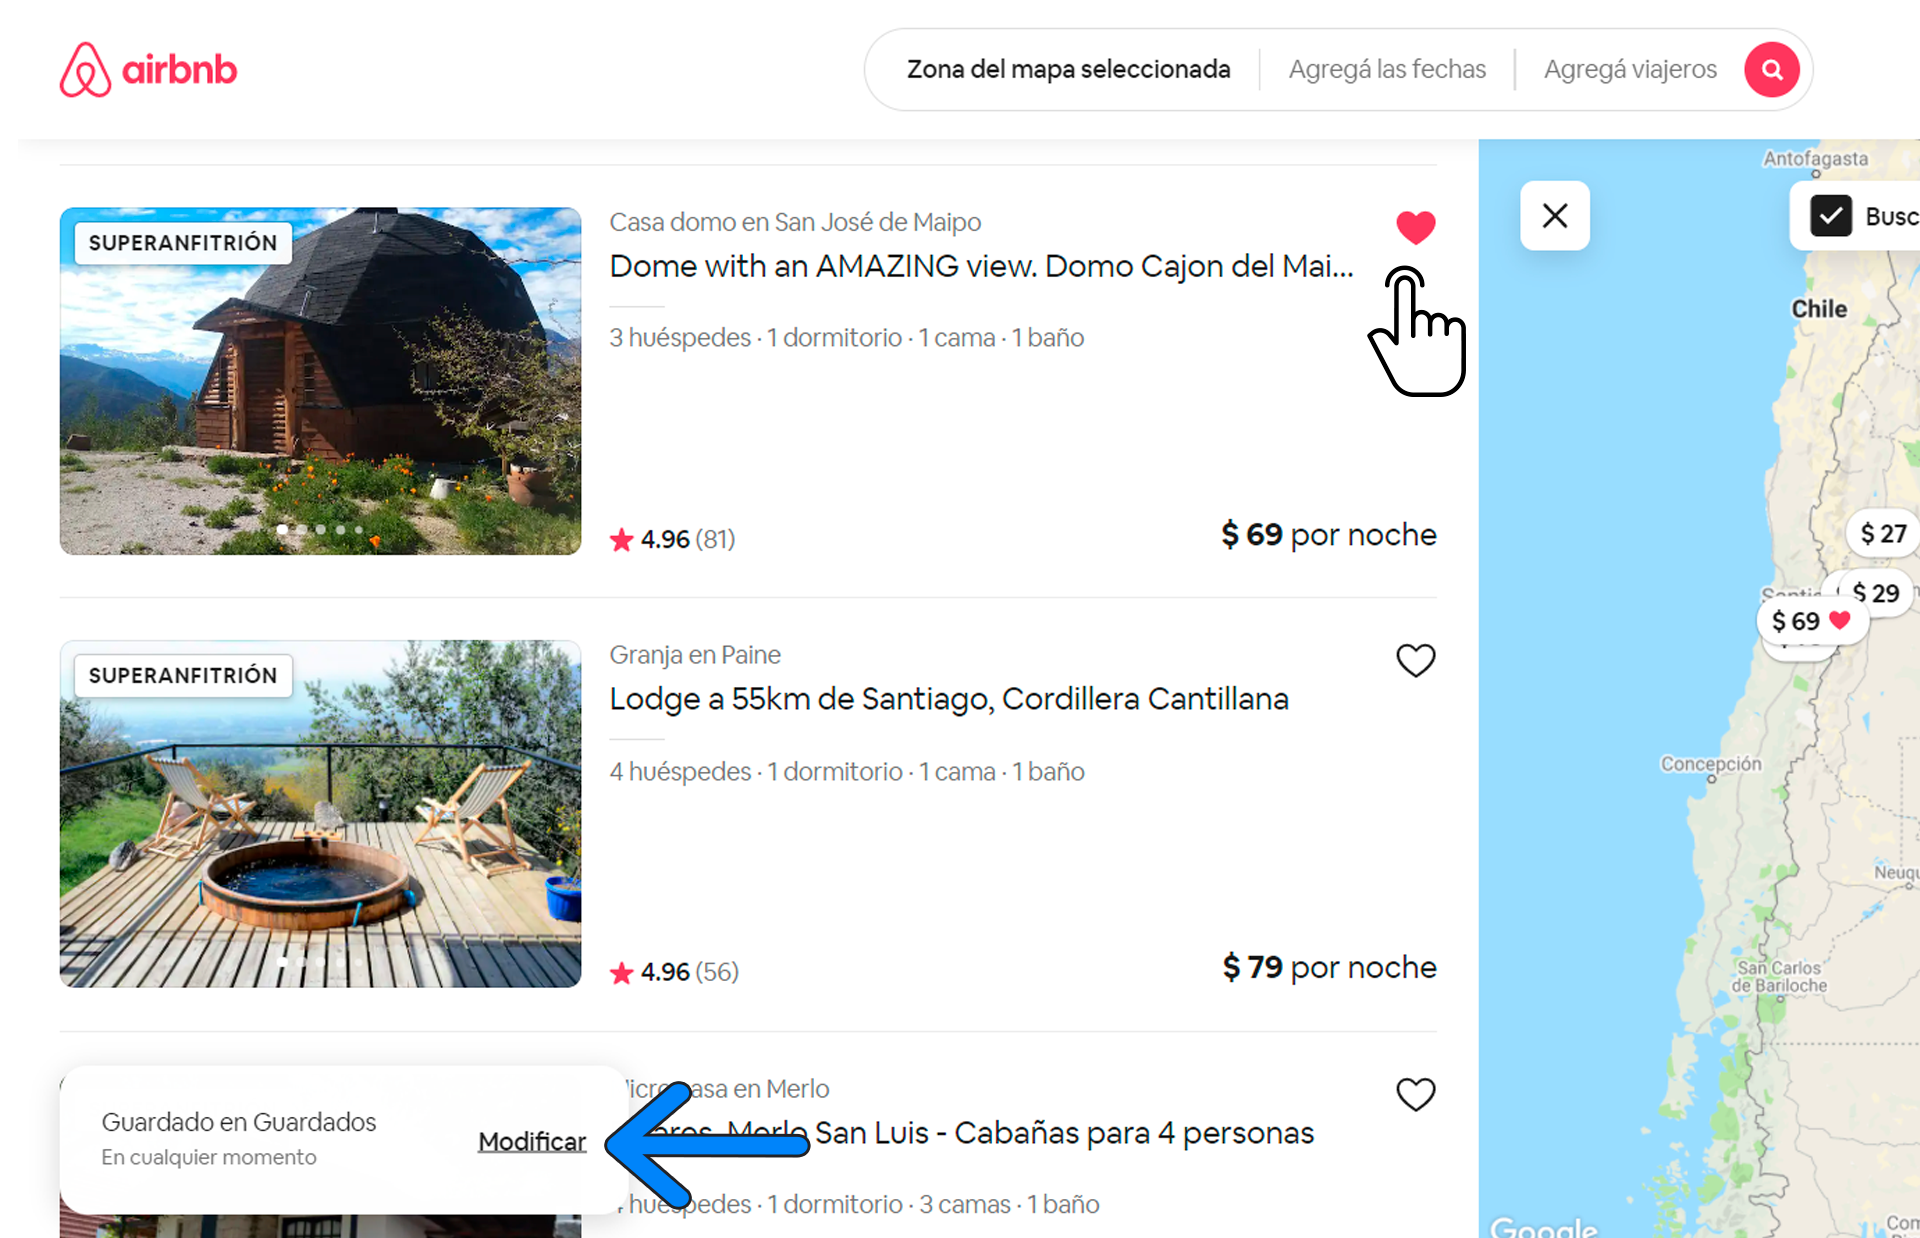 airbnb
Zona del mapa seleccionada
Agregá las fechas
Agregá viajeros
SUPERANFITRIÓN
Casa domo en San José de Maipo
Dome with an AMAZING view. Domo Cajon del Mai...
3 huéspedes · 1 dormitorio · 1 cama · 1 baño
4.96 (81)
$ 69 por noche
SUPERANFITRIÓN
Granja en Paine
Lodge a 55km de Santiago, Cordillera Cantillana
4 huéspedes · 1 dormitorio · 1 cama · 1 baño
4.96 (56)
$ 79 por noche
en Merlo
Merlo San Luis - Cabañas para 4 personas
huéspedes · 1 dormitorio · 3 camas · 1 baño
Guardado en Guardados
En cualquier momento
Modificar
Antofagasta
Busc
Chile
$ 27
$ 29
$ 69
Concepción
Neuqu
San Carlos
de Bariloche
Google
Com